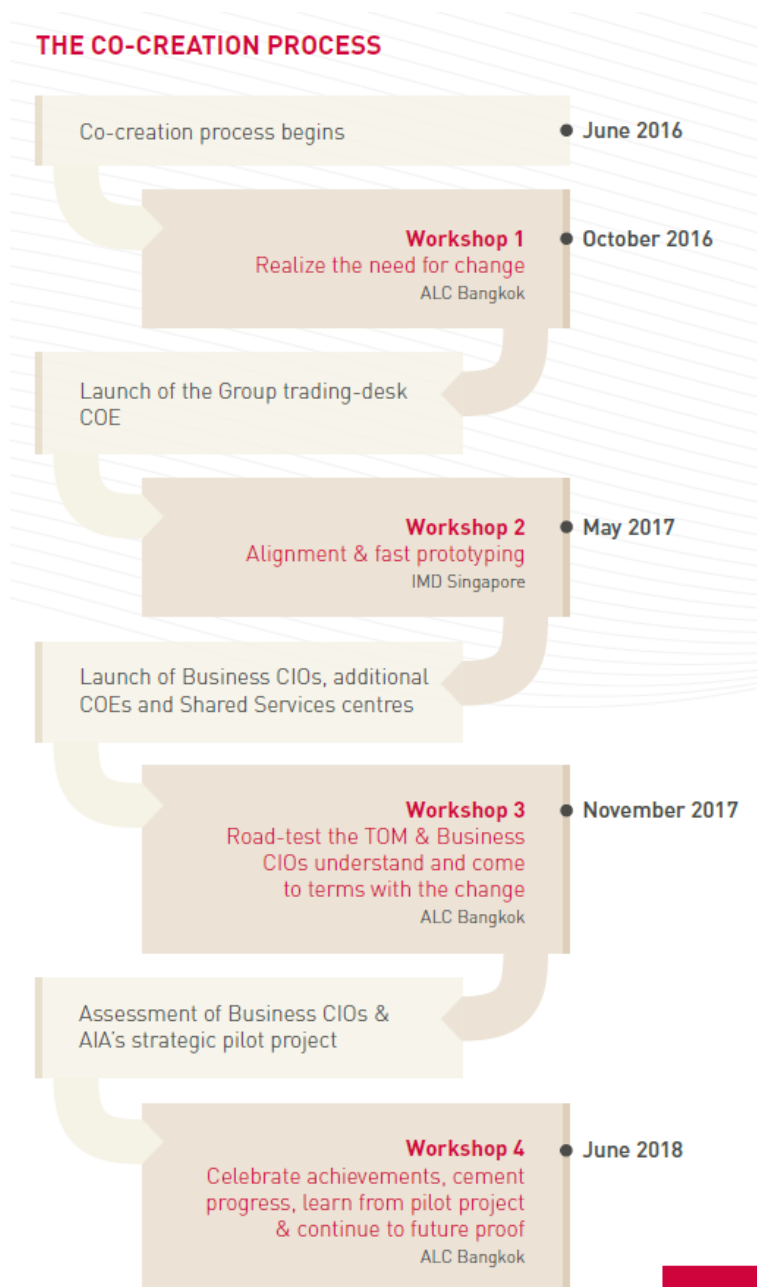 THE CO-CREATION PROCESS
Co-creation process begins
June 2016
Workshop 1
October 2016
Realize the need for change
ALC Bangkok
Launch of the Group trading-desk
COE
Workshop 2
May 2017
Alignment & fast prototyping
IMD Singapore
Launch of Business CIOs, additional
COEs and Shared Services centres
Workshop 3
November 2017
Road-test the TOM & Business
CIOs understand and come
to terms with the change
ALC Bangkok
Assessment of Business CIOs &
AIA's strategic pilot project
Workshop 4
June 2018
Celebrate achievements, cement
progress, learn from pilot project
& continue to future proof
ALC Bangkok